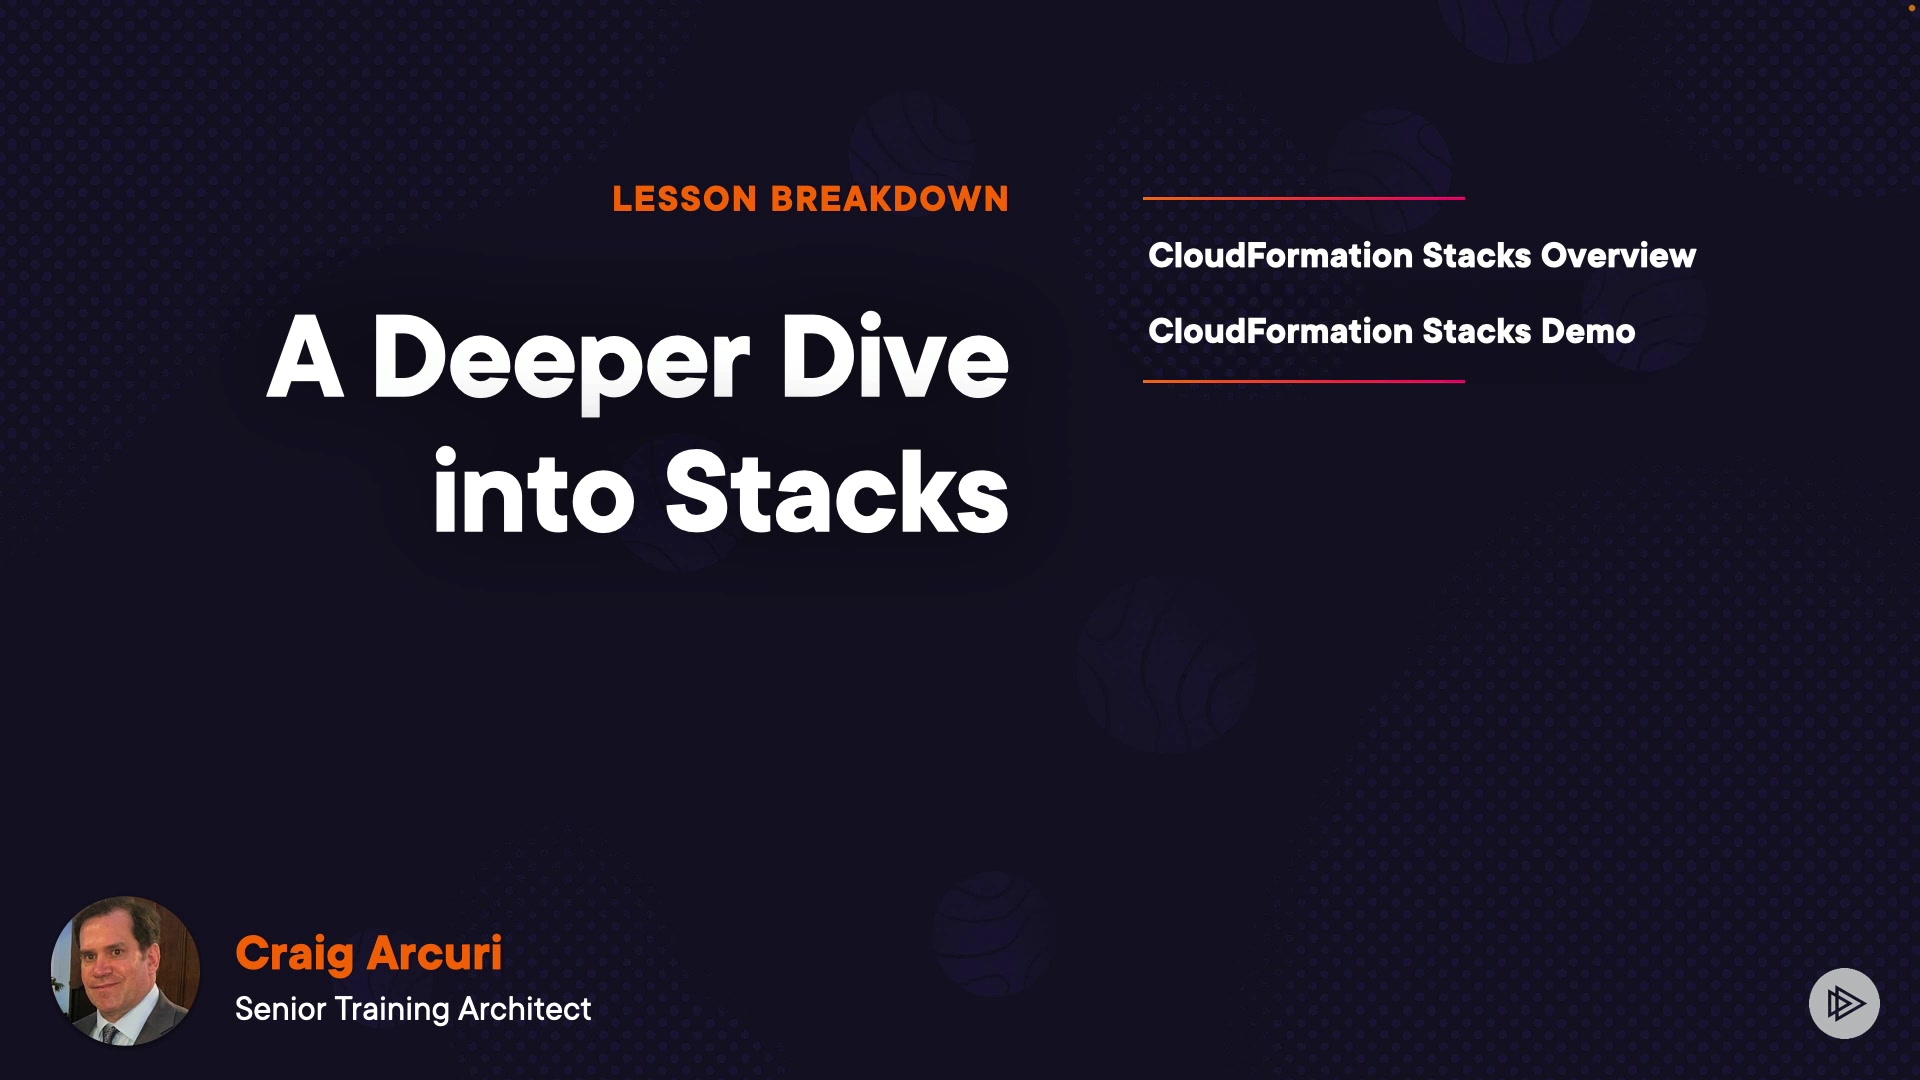 LESSON BREAKDOWN
A Deeper Dive
into Stacks
CloudFormation Stacks Overview
CloudFormation Stacks Demo
Craig Arcuri
Senior Training Architect